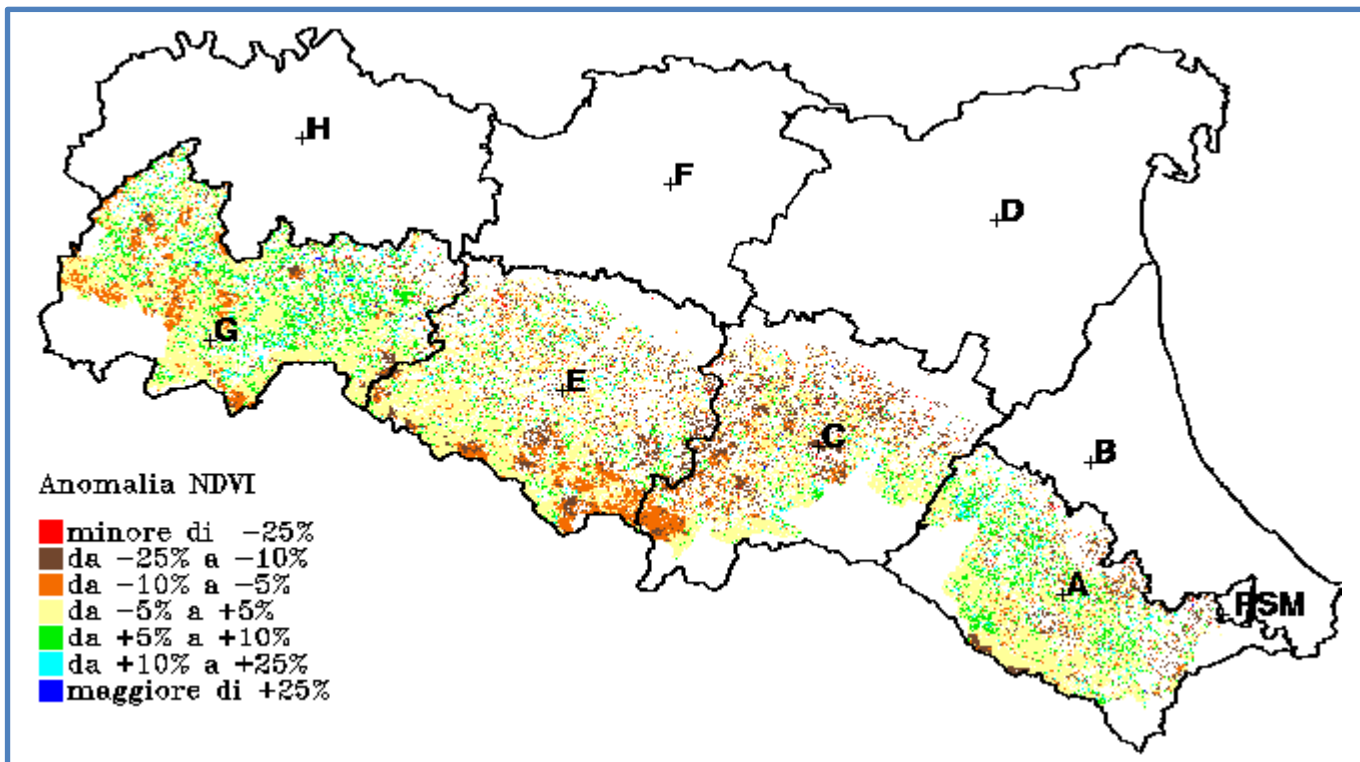 H
F
D
G
E
C
B
A
RSM
Anomalia NDVI
minore di -25%
da -25% a -10%
da -10% a -5%
da -5% a +5%
da +5% a +10%
da +10% a +25%
maggiore di +25%